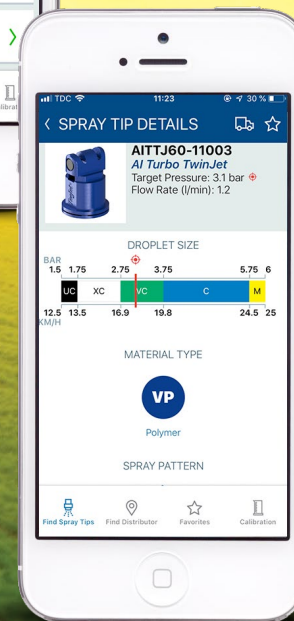 TDC 11:23 30 %
SPRAY TIP DETAILS
AITTJ60-11003
AI Turbo TwinJet
Target Pressure: 3.1 bar
Flow Rate (l/min): 1.2
DROPLET SIZE
BAR
1.5 1.75 2.75 3.75 5.75 6
UC XC VC C M
12.5 13.5 16.9 19.8 24.5 25
KM/H
MATERIAL TYPE
VP
Polymer
SPRAY PATTERN
Find Spray Tips Find Distributor Favorites Calibration